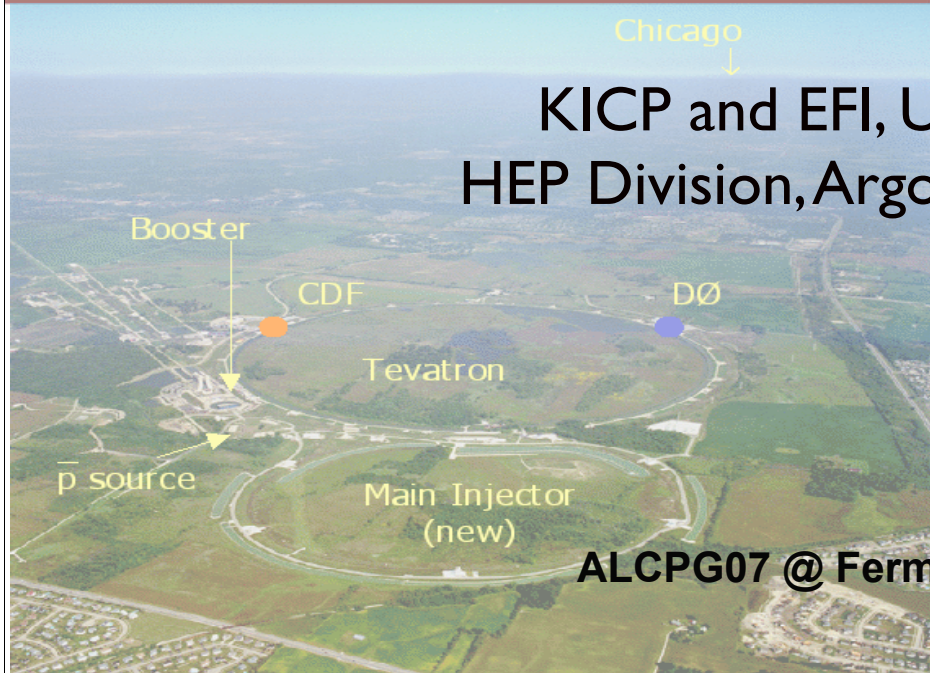 Chicago
↓
KICP and EFI, U
HEP Division, Argo
Booster
CDF
DØ
Tevatron
p̅ source
Main Injector
(new)
ALCPG07 @ Ferm